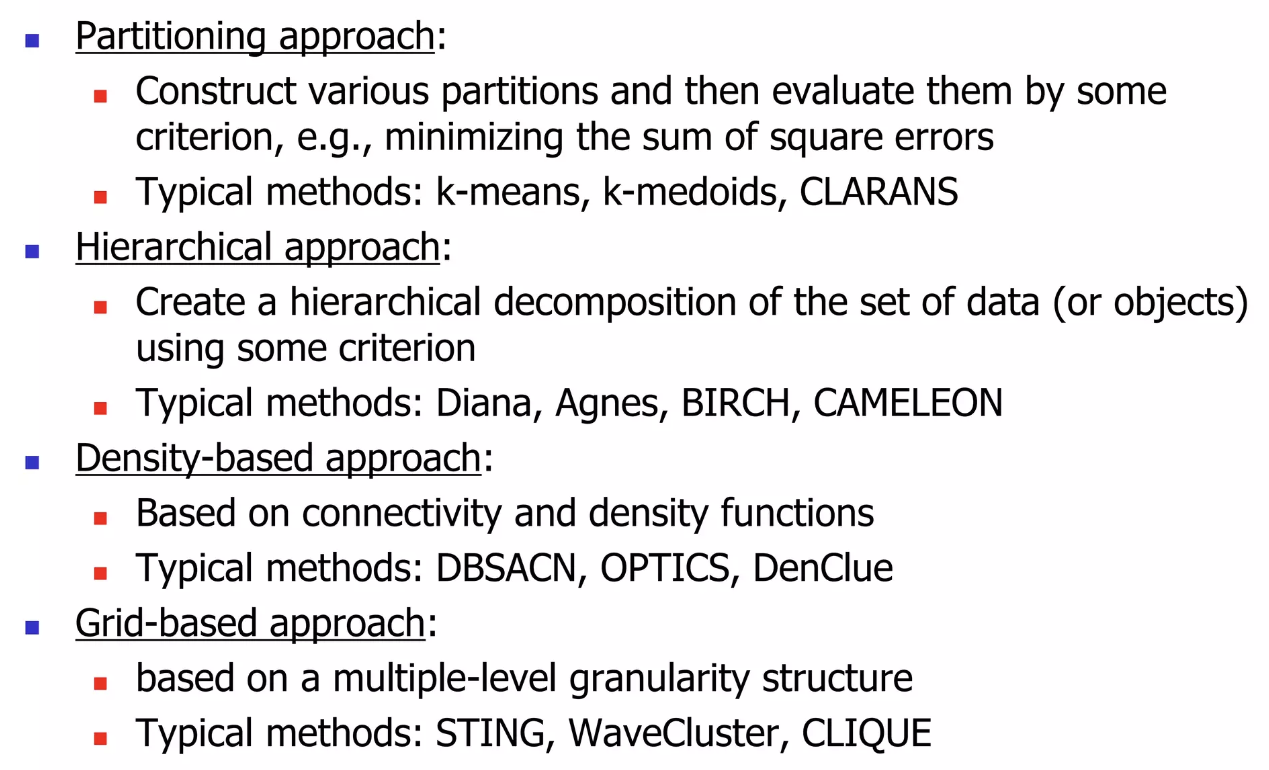 Partitioning approach:
Construct various partitions and then evaluate them by some
criterion, e.g., minimizing the sum of square errors
Typical methods: k-means, k-medoids, CLARANS
Hierarchical approach:
Create a hierarchical decomposition of the set of data (or objects)
using some criterion
Typical methods: Diana, Agnes, BIRCH, CAMELEON
Density-based approach:
Based on connectivity and density functions
Typical methods: DBSACN, OPTICS, DenClue
Grid-based approach:
based on a multiple-level granularity structure
Typical methods: STING, WaveCluster, CLIQUE